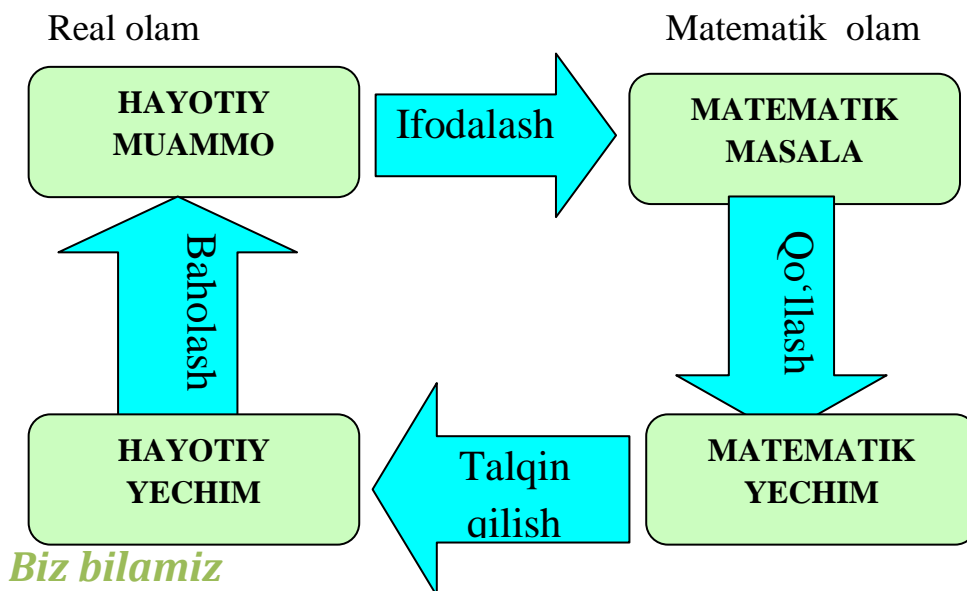 Real olam
Matematik olam
HAYOTIY
MUAMMO
Ifodalash
MATEMATIK
MASALA
Baholash
Qo‘llash
HAYOTIY
YECHIM
Talqin
qilish
MATEMATIK
YECHIM
Biz bilamiz